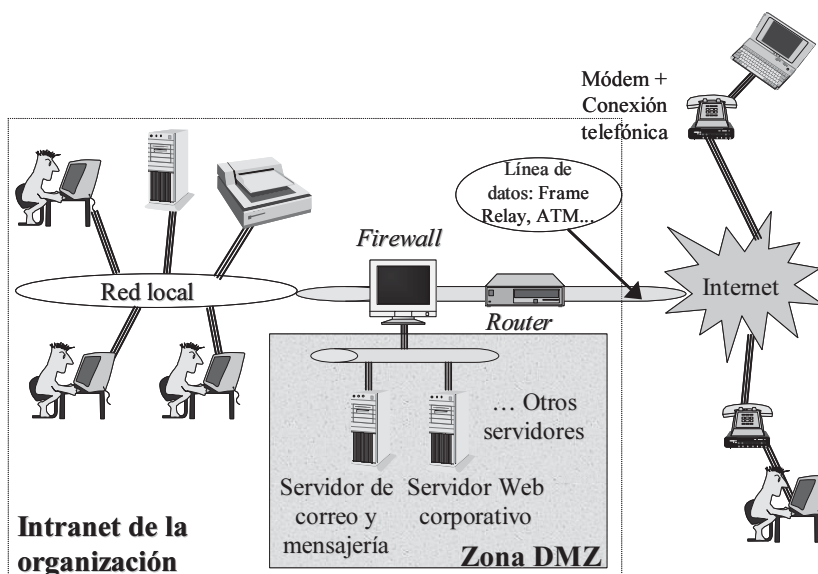 Módem +
Conexión
telefónica
Línea de
datos: Frame
Relay, ATM...
Firewall
Red local
Router
Internet
… Otros
servidores
Servidor de
correo y
mensajería
Servidor Web
corporativo
Intranet de la
organización
Zona DMZ